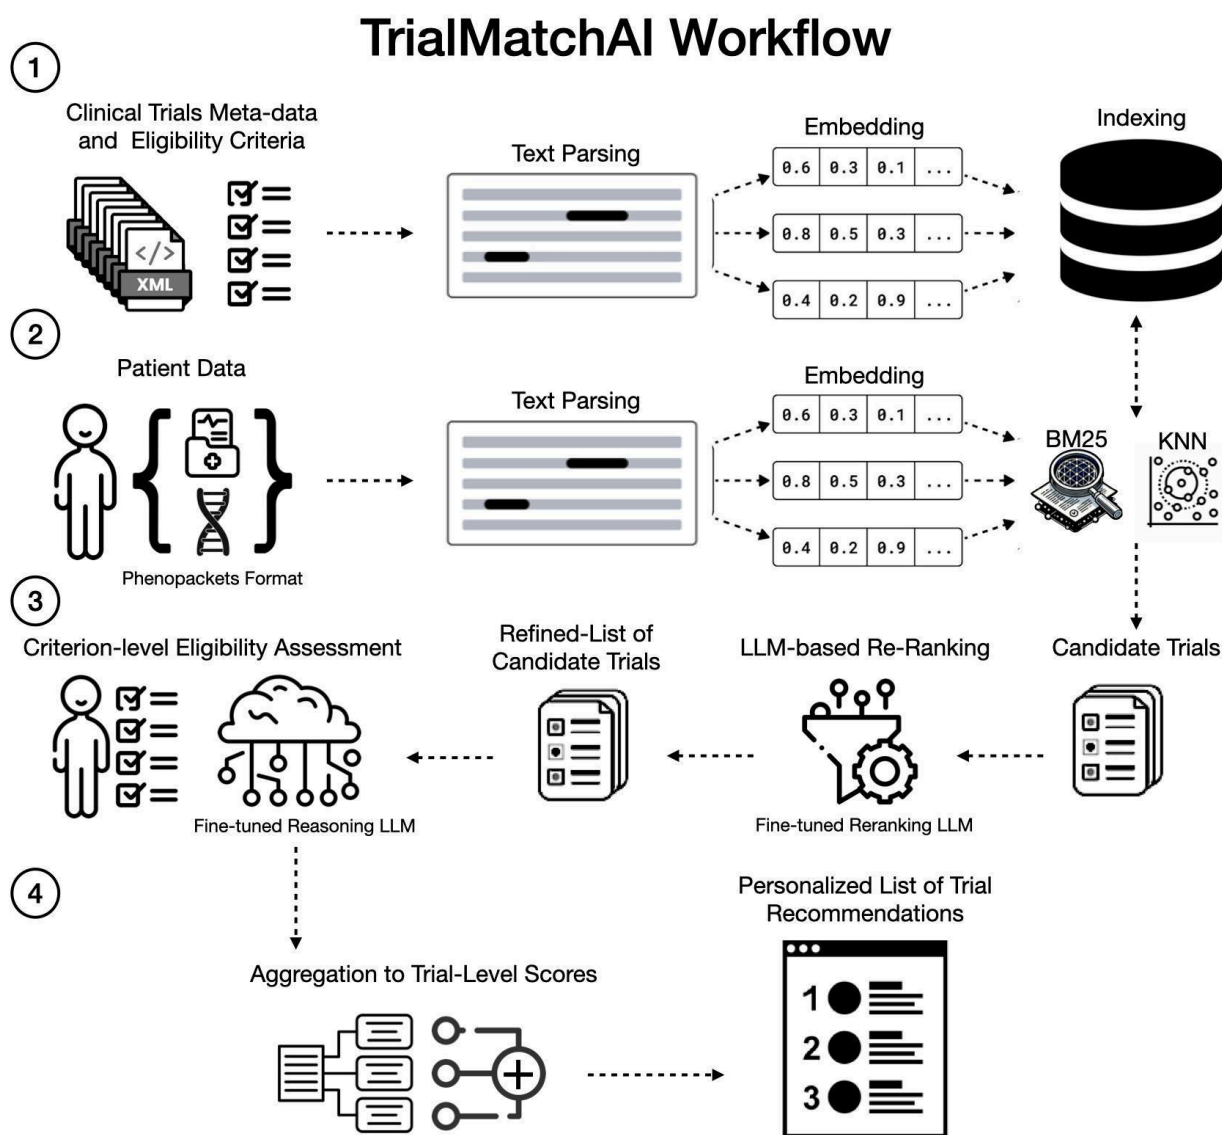 TrialMatchAI Workflow
1
Clinical Trials Meta-data
and Eligibility Criteria
</>
XML
Text Parsing
Embedding
0.6 0.3 0.1 ...
0.8 0.5 0.3 ...
0.4 0.2 0.9 ...
Indexing
2
Patient Data
Phenopackets Format
Text Parsing
Embedding
0.6 0.3 0.1 ...
0.8 0.5 0.3 ...
0.4 0.2 0.9 ...
BM25
KNN
3
Criterion-level Eligibility Assessment
Fine-tuned Reasoning LLM
Refined-List of
Candidate Trials
LLM-based Re-Ranking
Fine-tuned Reranking LLM
Candidate Trials
4
Aggregation to Trial-Level Scores
Personalized List of Trial
Recommendations
1
2
3